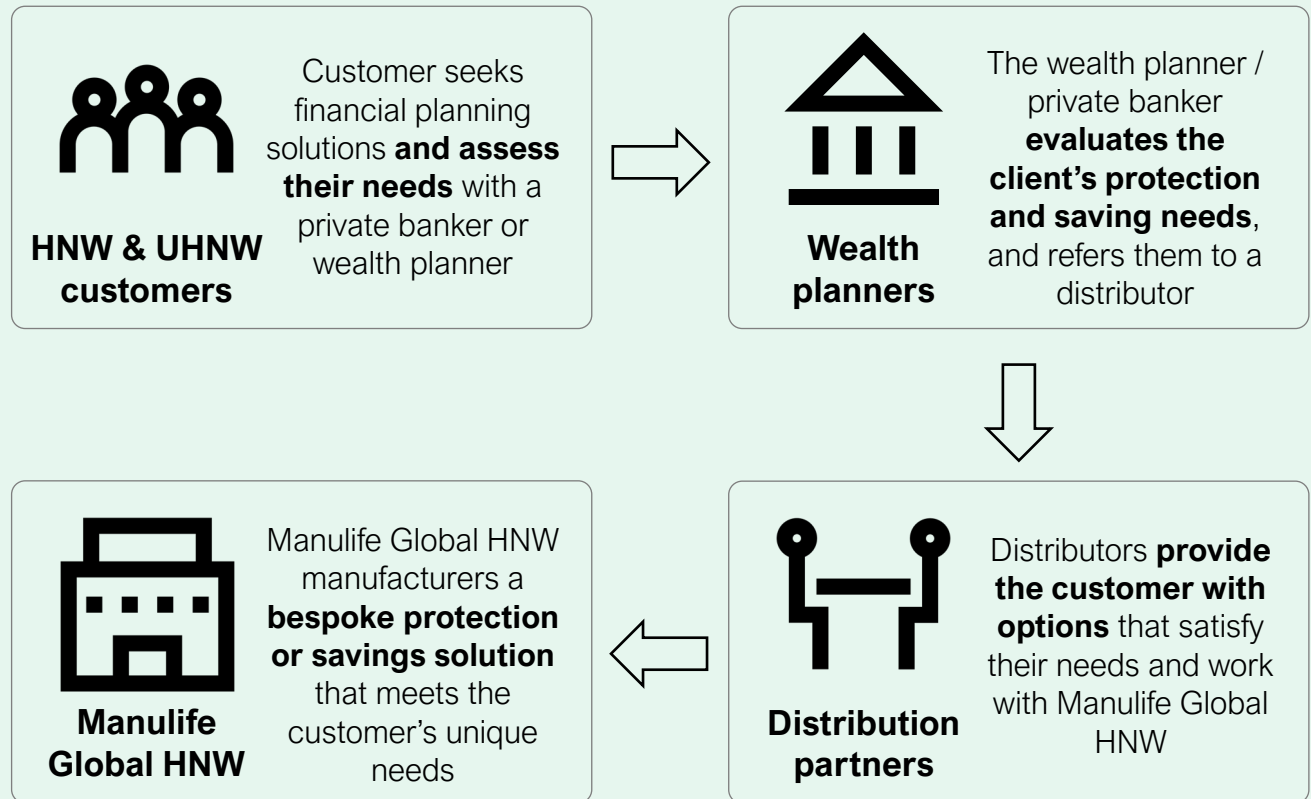 HNW & UHNW
customers
Customer seeks
financial planning
solutions and assess
their needs with a
private banker or
wealth planner
Wealth
planners
The wealth planner /
private banker
evaluates the
client's protection
and saving needs,
and refers them to a
distributor
Distribution
partners
Distributors provide
the customer with
options that satisfy
their needs and work
with Manulife Global
HNW
Manulife
Global HNW
Manulife Global HNW
manufacturers a
bespoke protection
or savings solution
that meets the
customer's unique
needs